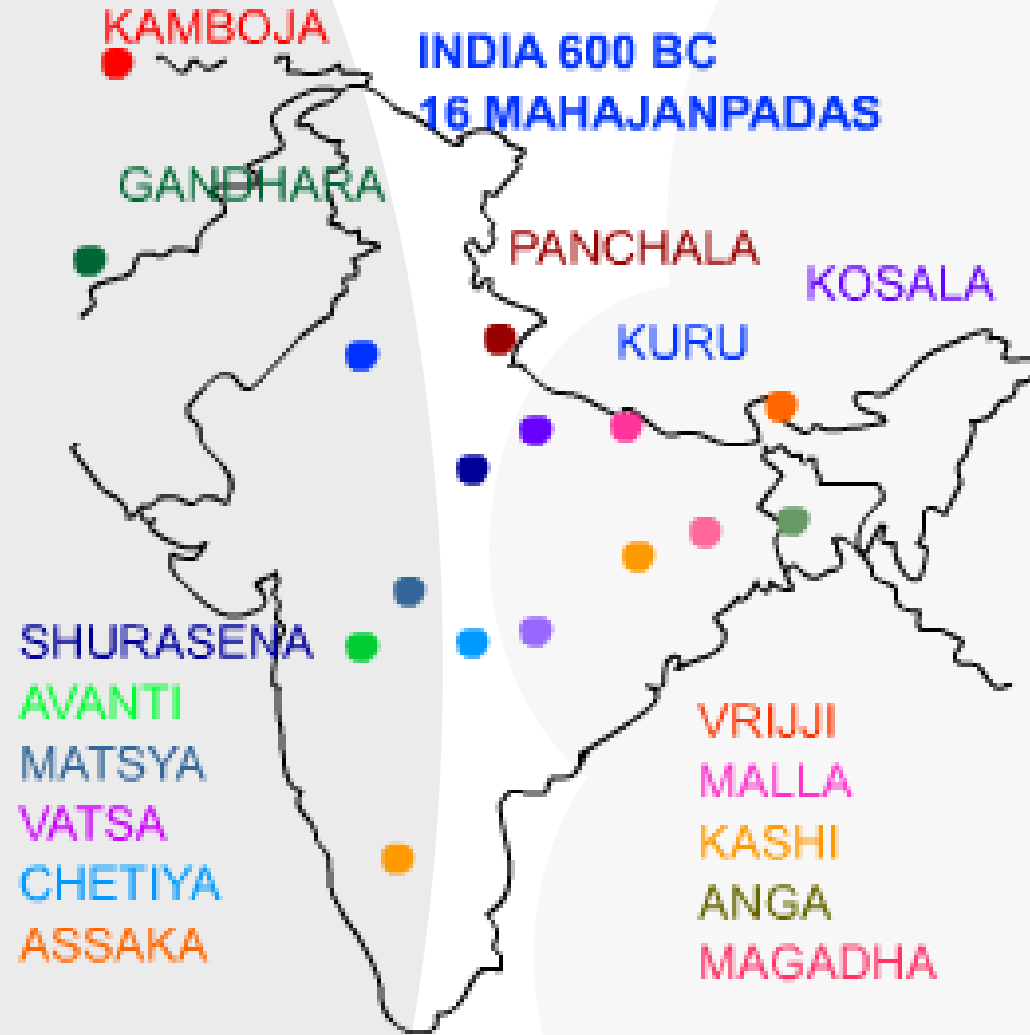 KAMBOJA
INDIA 600 BC
16 MAHAJANPADAS
GANDHARA
PANCHALA
KOSALA
KURU
SHURASENA
AVANTI
MATSYA
VATSA
CHETIYA
ASSAKA
VRIJJI
MALLA
KASHI
ANGA
MAGADHA